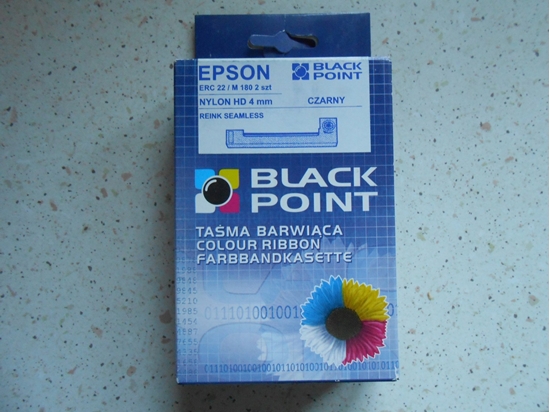 EPSON
BLACK POINT
ERC 22 / M 180 2 szt
NYLON HD 4 mm CZARNY
REINK SEAMLESS
BLACK
POINT
TAŚMA BARWIĄCA
COLOUR RIBBON
FARBBANDKASETTE